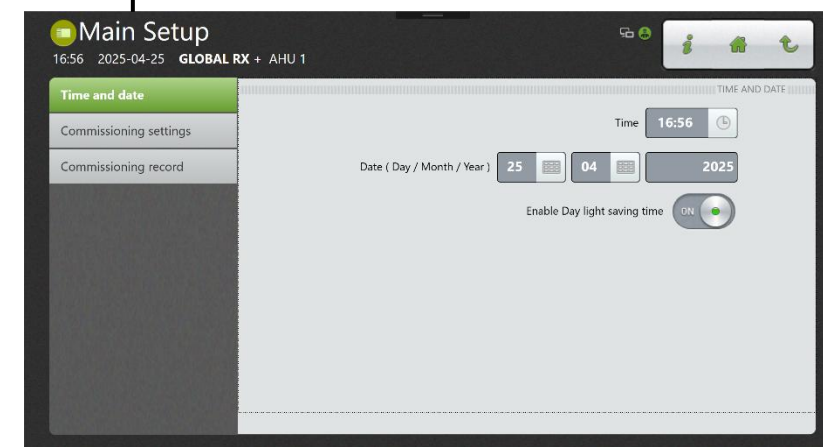 Main Setup
16:56 2025-04-25 GLOBAL RX + AHU 1
Time and date
Commissioning settings
Commissioning record
TIME AND DATE
Time 16:56
Date ( Day / Month / Year ) 25 04 2025
Enable Day light saving time ON